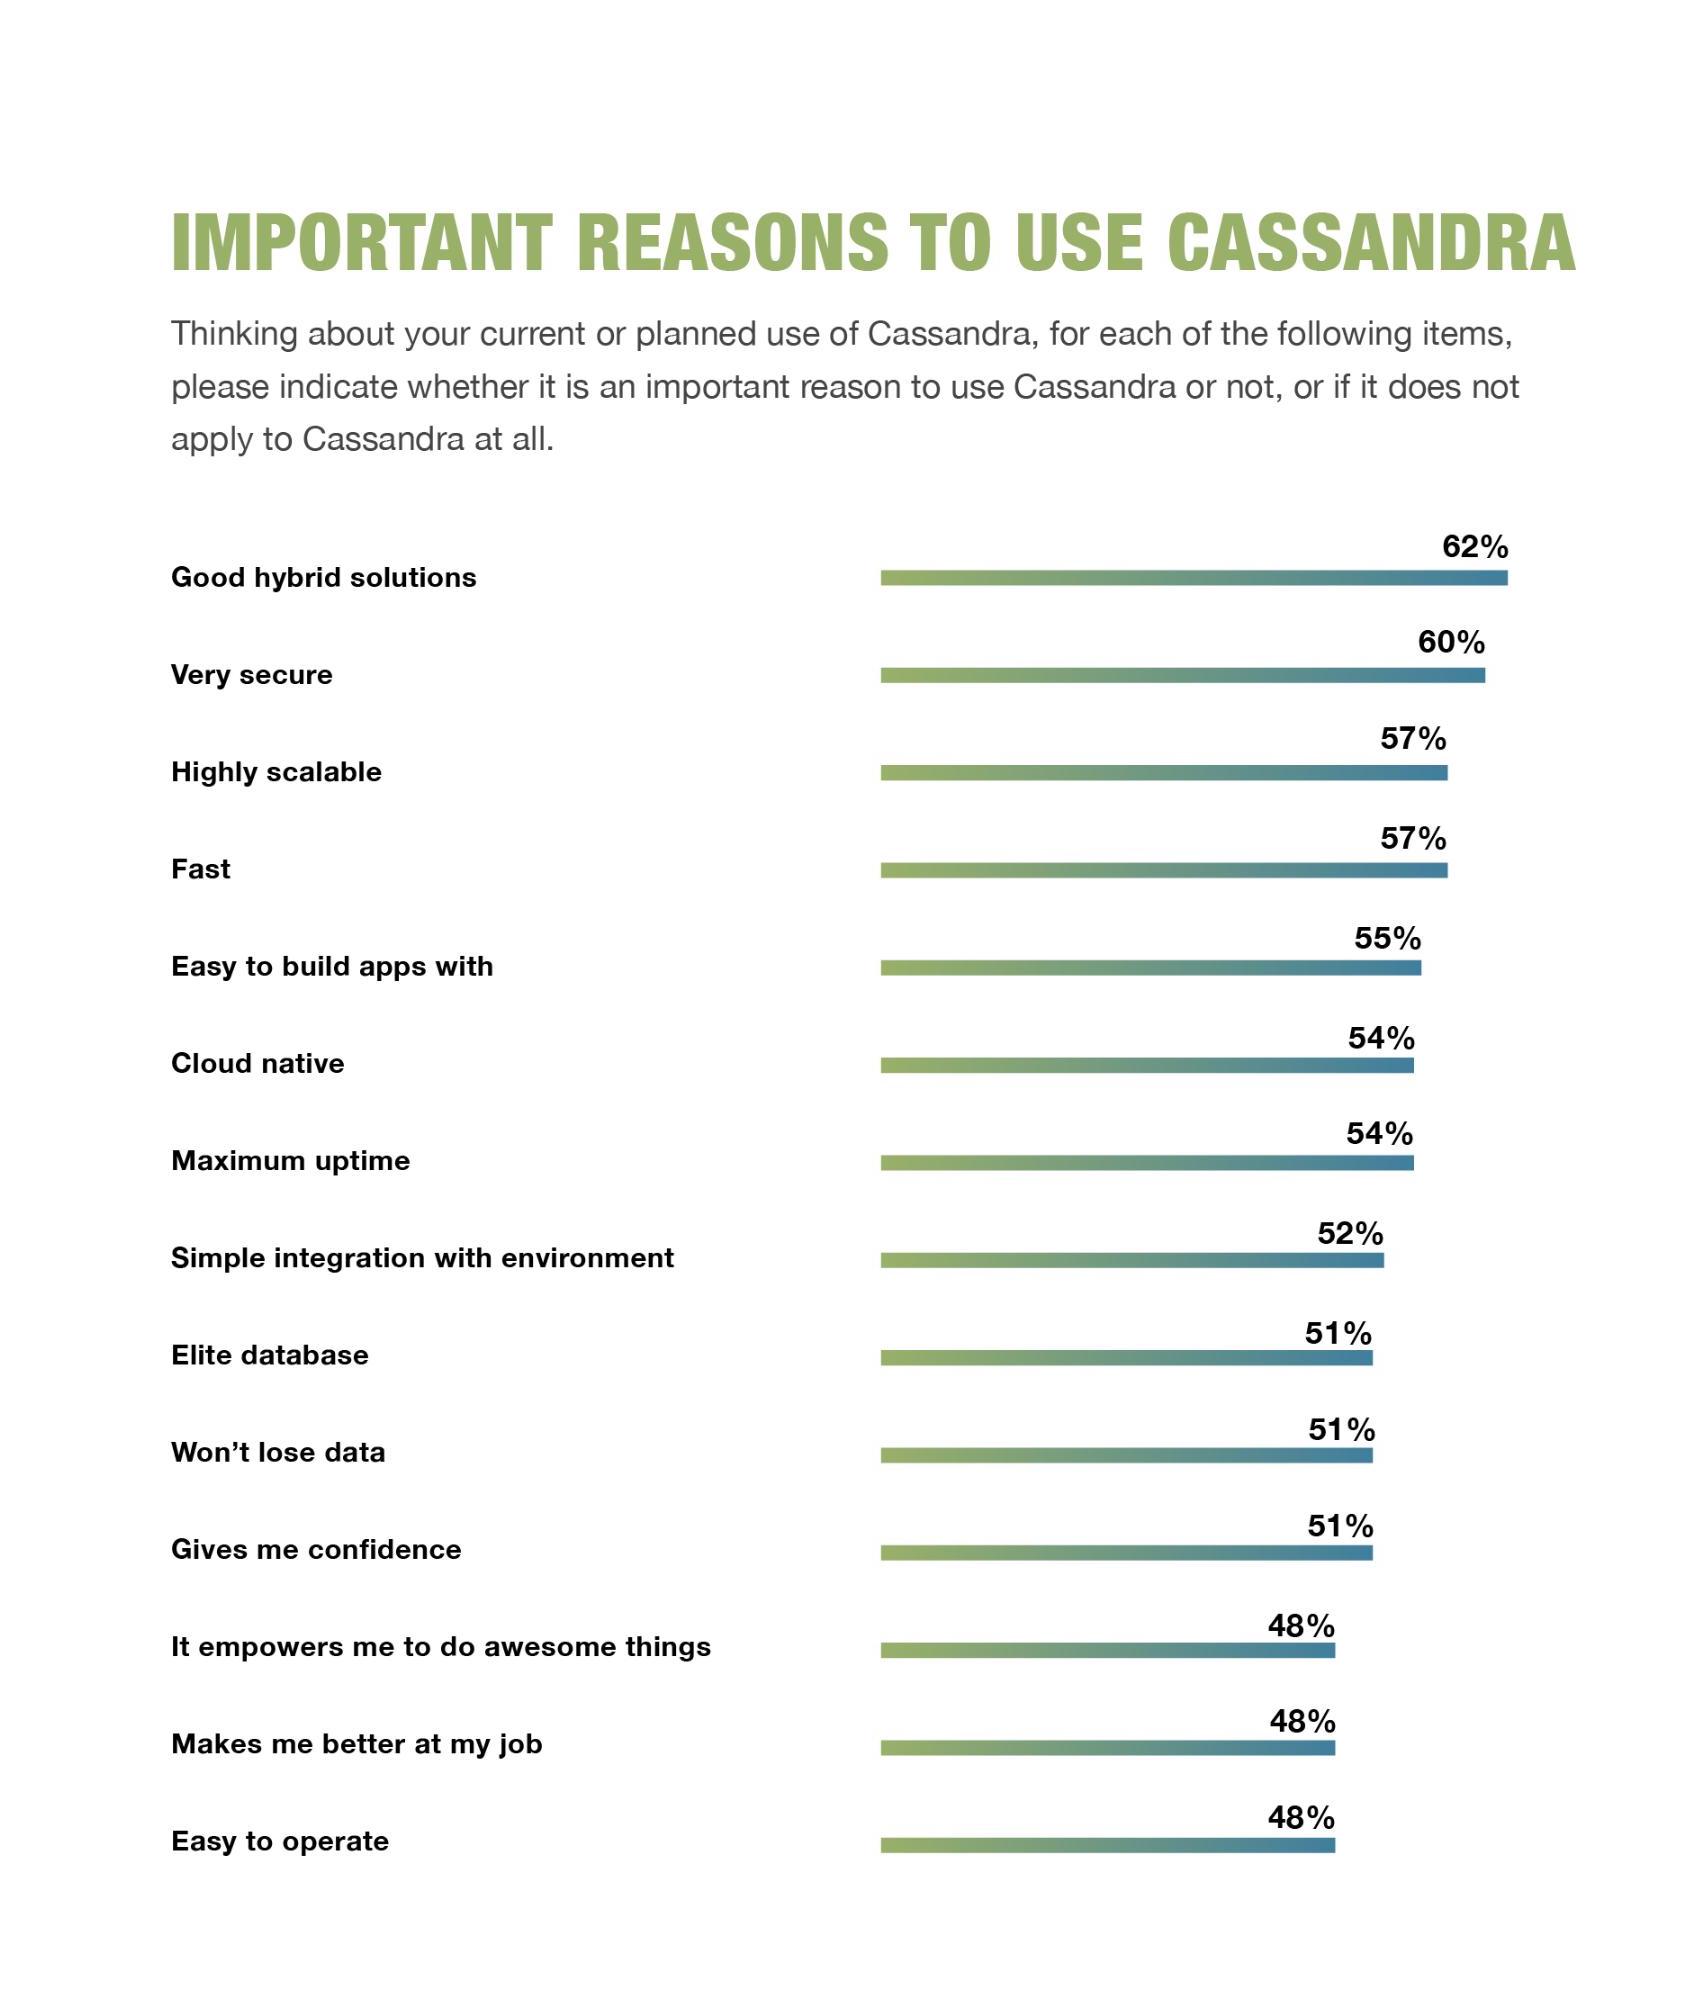 IMPORTANT REASONS TO USE CASSANDRA
Thinking about your current or planned use of Cassandra, for each of the following items,
please indicate whether it is an important reason to use Cassandra or not, or if it does not
apply to Cassandra at all.
62%
Good hybrid solutions
60%
Very secure
57%
Highly scalable
57%
Fast
55%
Easy to build apps with
54%
Cloud native
54%
Maximum uptime
52%
Simple integration with environment
51%
Elite database
51%
Won’t lose data
51%
Gives me confidence
48%
It empowers me to do awesome things
48%
Makes me better at my job
48%
Easy to operate